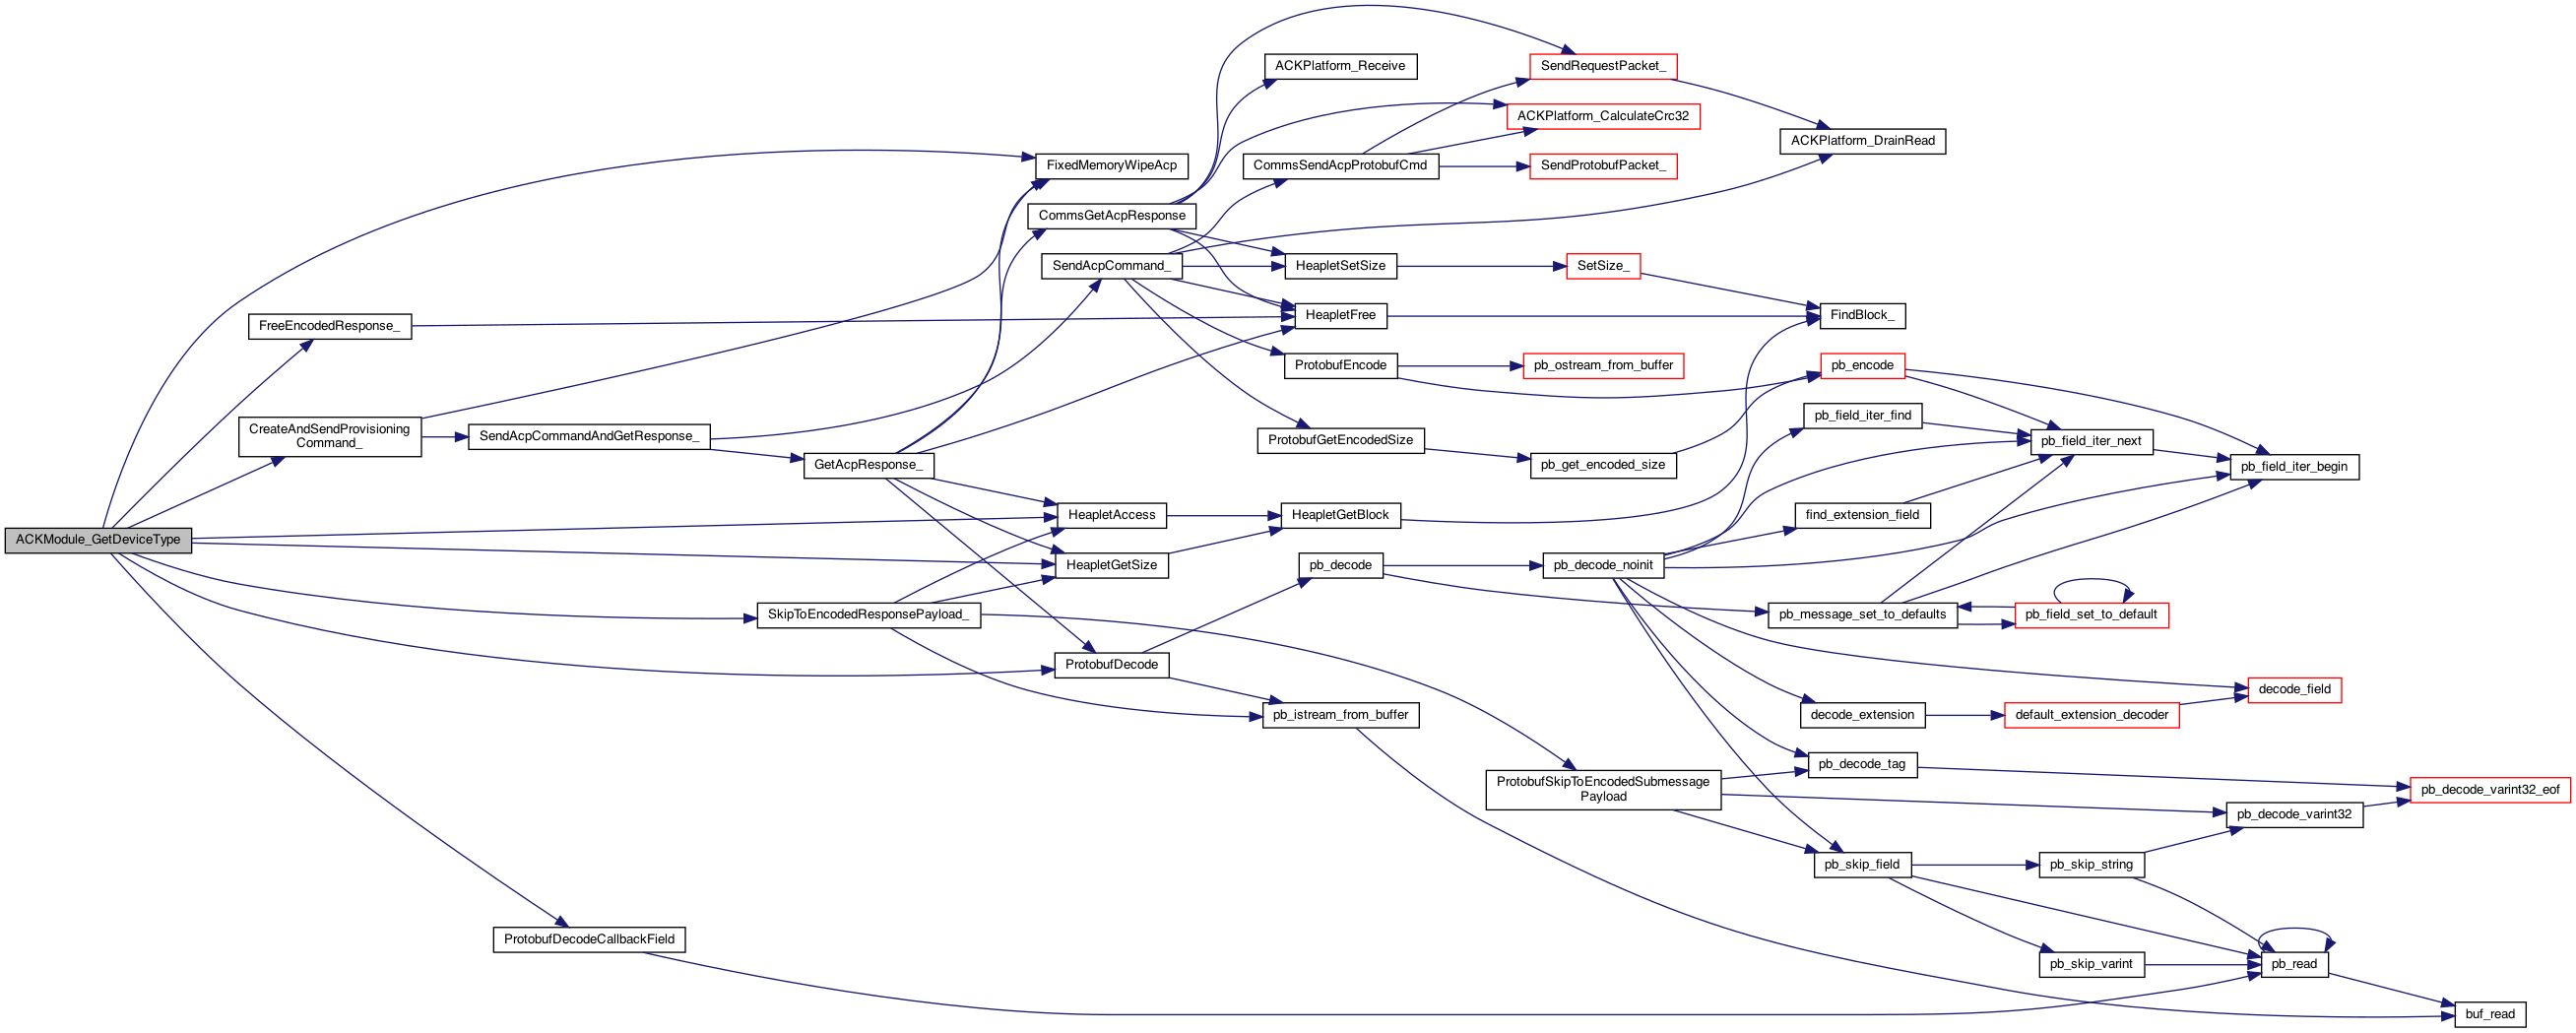 ACKModule_GetDeviceType
FreeEncodedResponse_
CreateAndSendProvisioning
Command_
SendAcpCommandAndGetResponse_
GetAcpResponse_
SkipToEncodedResponsePayload_
ProtobufDecodeCallbackField
FixedMemoryWipeAcp
CommsGetAcpResponse
SendAcpCommand_
HeapletAccess
HeapletGetSize
ProtobufDecode
ACKPlatform_Receive
CommsSendAcpProtobufCmd
HeapletSetSize
HeapletFree
ProtobufEncode
ProtobufGetEncodedSize
HeapletGetBlock
pb_decode
pb_istream_from_buffer
SendRequestPacket_
ACKPlatform_CalculateCrc32
SendProtobufPacket_
SetSize_
pb_ostream_from_buffer
pb_get_encoded_size
pb_decode_noinit
ProtobufSkipToEncodedSubmessage
Payload
ACKPlatform_DrainRead
FindBlock_
pb_encode
pb_field_iter_find
find_extension_field
pb_message_set_to_defaults
decode_extension
pb_decode_tag
pb_skip_field
pb_field_iter_next
pb_field_set_to_default
default_extension_decoder
pb_skip_string
pb_skip_varint
pb_field_iter_begin
decode_field
pb_decode_varint32
pb_read
pb_decode_varint32_eof
buf_read